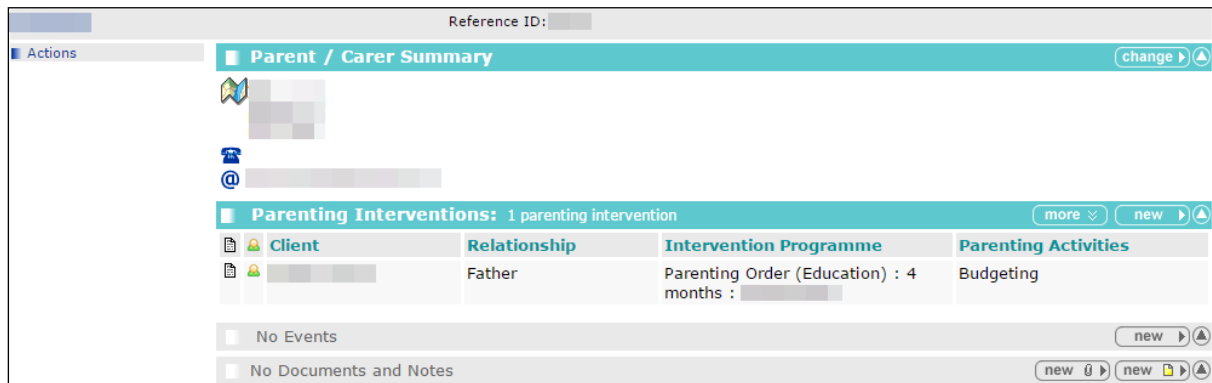 Reference ID:
Actions
Parent / Carer Summary
change
@
Parenting Interventions: 1 parenting intervention
more
new
Client Relationship Intervention Programme Parenting Activities
Father Parenting Order (Education) : 4 Budgeting
months :
No Events
new
No Documents and Notes
new new